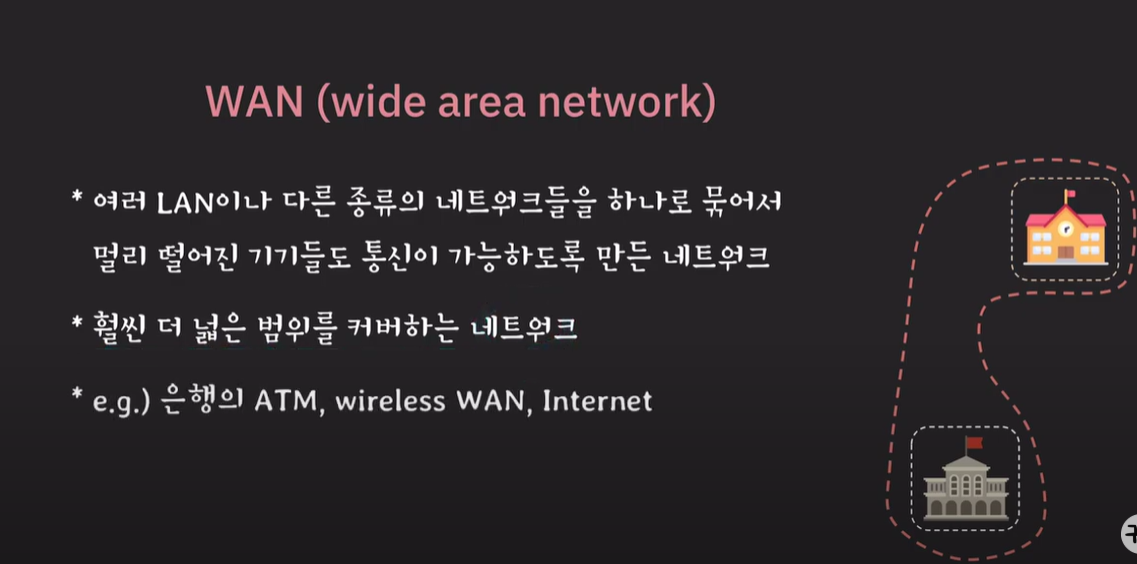 WAN (wide area network)
* 여러 LAN이나 다른 종류의 네트워크들을 하나로 묶어서
멀리 떨어진 기기들도 통신이 가능하도록 만든 네트워크
* 훨씬 더 넓은 범위를 커버하는 네트워크
* e.g.) 은행의 ATM, wireless WAN, Internet